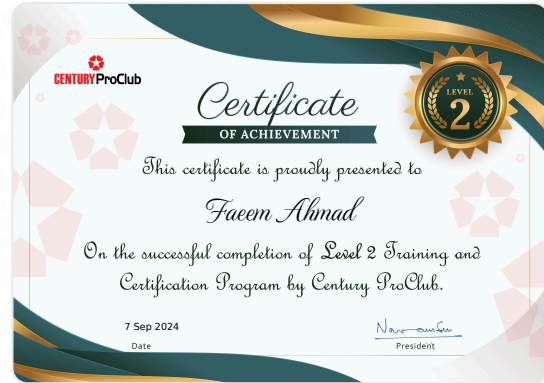 CENTURY ProClub
Certificate
OF ACHIEVEMENT
LEVEL
2
This certificate is proudly presented to
Faeem Ahmad
On the successful completion of Level 2 Training and
Certification Program by Century ProClub.
7 Sep 2024
Date
President